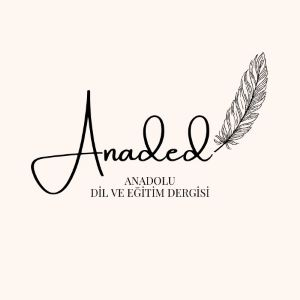 Anaded
ANADOLU
DİL VE EĞİTİM DERGİSİ